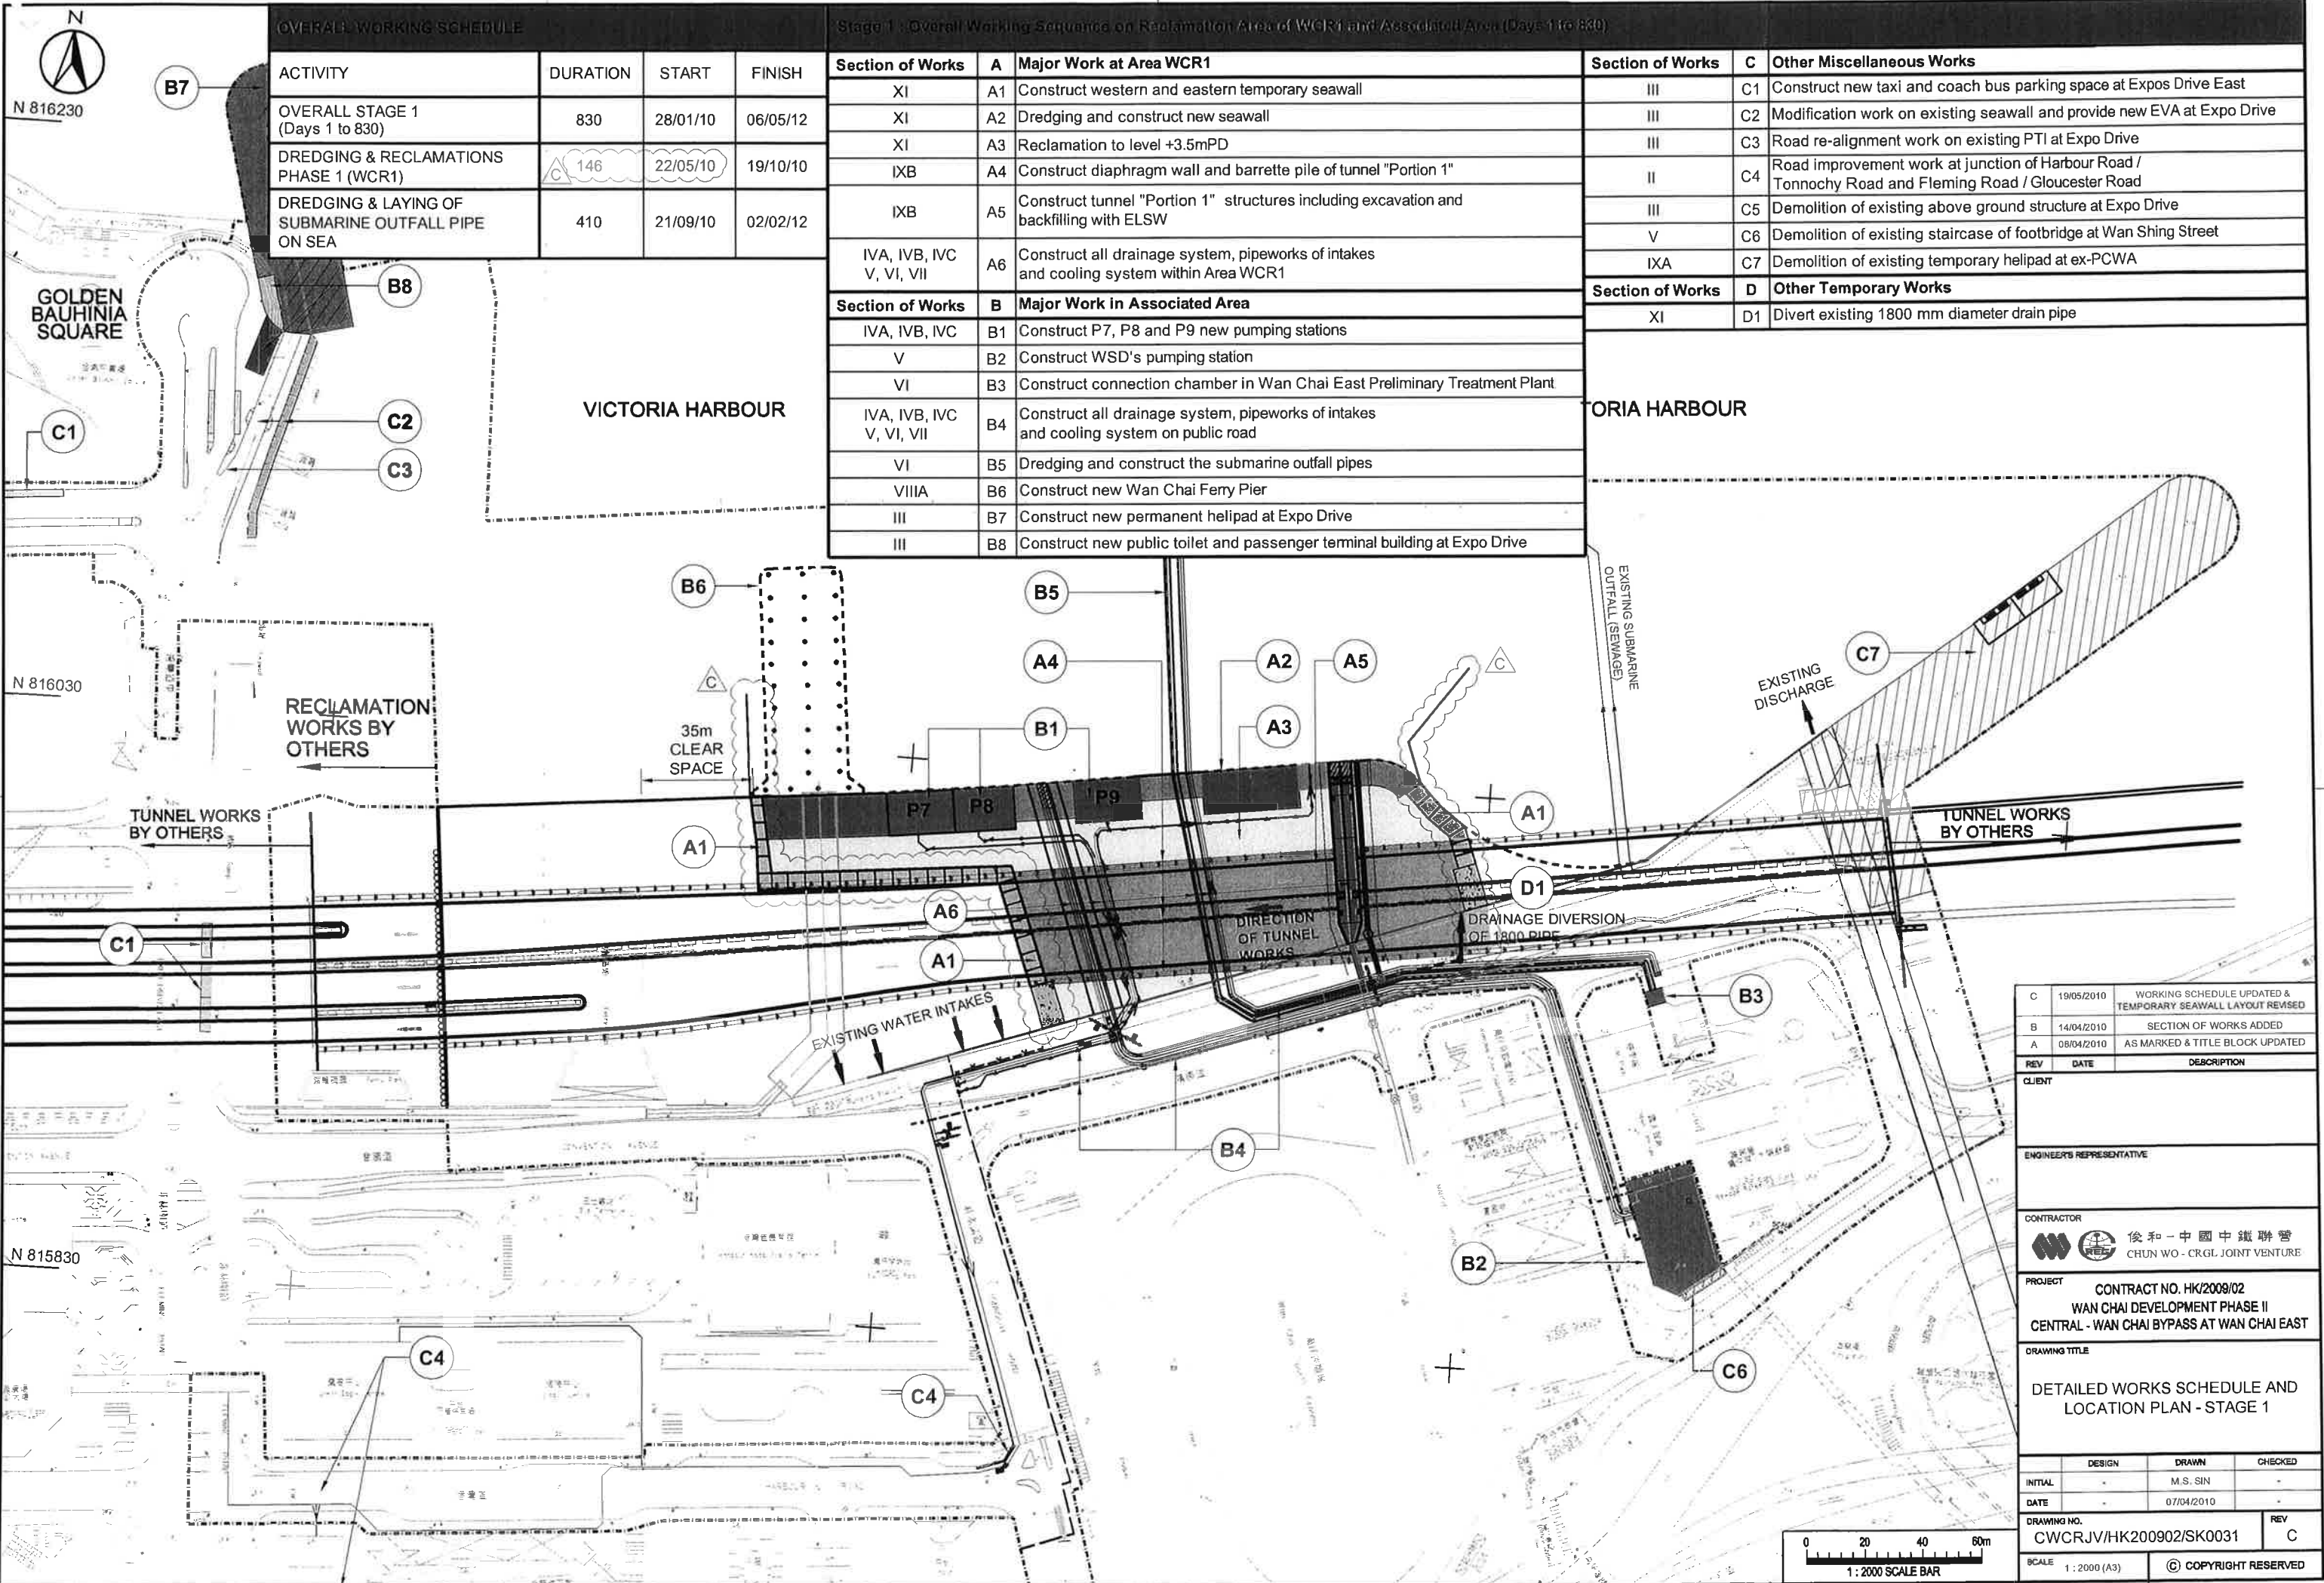 N
N 816230
B7
OVERALL WORKING SCHEDULE
ACTIVITY DURATION START FINISH
OVERALL STAGE 1
(Days 1 to 830) 830 28/01/10 06/05/12
DREDGING & RECLAMATIONS
PHASE 1 (WCR1) C 146 22/05/10 19/10/10
DREDGING & LAYING OF
SUBMARINE OUTFALL PIPE
ON SEA 410 21/09/10 02/02/12
Stage 1 : Overall Working Sequence on Reclamation Area of WCR1 and Associated Area (Days 1 to 830)
Section of Works A Major Work at Area WCR1
XI A1 Construct western and eastern temporary seawall
XI A2 Dredging and construct new seawall
XI A3 Reclamation to level +3.5mPD
IXB A4 Construct diaphragm wall and barrette pile of tunnel "Portion 1"
IXB A5 Construct tunnel "Portion 1" structures including excavation and
backfilling with ELSW
IVA, IVB, IVC
V, VI, VII A6 Construct all drainage system, pipeworks of intakes
and cooling system within Area WCR1
Section of Works B Major Work in Associated Area
IVA, IVB, IVC B1 Construct P7, P8 and P9 new pumping stations
V B2 Construct WSD's pumping station
VI B3 Construct connection chamber in Wan Chai East Preliminary Treatment Plant
IVA, IVB, IVC
V, VI, VII B4 Construct all drainage system, pipeworks of intakes
and cooling system on public road
VI B5 Dredging and construct the submarine outfall pipes
VIIIA B6 Construct new Wan Chai Ferry Pier
III B7 Construct new permanent helipad at Expo Drive
III B8 Construct new public toilet and passenger terminal building at Expo Drive
Section of Works C Other Miscellaneous Works
III C1 Construct new taxi and coach bus parking space at Expos Drive East
III C2 Modification work on existing seawall and provide new EVA at Expo Drive
III C3 Road re-alignment work on existing PTI at Expo Drive
II C4 Road improvement work at junction of Harbour Road /
Tonnochy Road and Fleming Road / Gloucester Road
III C5 Demolition of existing above ground structure at Expo Drive
V C6 Demolition of existing staircase of footbridge at Wan Shing Street
IXA C7 Demolition of existing temporary helipad at ex-PCWA
Section of Works D Other Temporary Works
XI D1 Divert existing 1800 mm diameter drain pipe
GOLDEN
BAUHINIA
SQUARE
B8
C1
C2
C3
VICTORIA HARBOUR
TORIA HARBOUR
B6
B5
A4
A2
A5
C7
EXISTING SUBMARINE
OUTFALL (SEWAGE)
EXISTING
DISCHARGE
N 816030
RECLAMATION
WORKS BY
OTHERS
C
C
35m
CLEAR
SPACE
B1
A3
P7
P8
P9
A1
A1
TUNNEL WORKS
BY OTHERS
TUNNEL WORKS
BY OTHERS
D1
A6
DIRECTION
OF TUNNEL
WORKS
DRAINAGE DIVERSION
OF 1800 PIPE
C1
A1
B3
EXISTING WATER INTAKES
B4
CONVENTION AVENUE
N 815830
B2
C6
C4
C4
C 19/05/2010 WORKING SCHEDULE UPDATED &
TEMPORARY SEAWALL LAYOUT REVISED
B 14/04/2010 SECTION OF WORKS ADDED
A 08/04/2010 AS MARKED & TITLE BLOCK UPDATED
REV DATE DESCRIPTION
CLIENT
ENGINEER'S REPRESENTATIVE
CONTRACTOR
俊和-中國中鐵聯營
CHUN WO - CRGL JOINT VENTURE
PROJECT
CONTRACT NO. HK/2009/02
WAN CHAI DEVELOPMENT PHASE II
CENTRAL - WAN CHAI BYPASS AT WAN CHAI EAST
DRAWING TITLE
DETAILED WORKS SCHEDULE AND
LOCATION PLAN - STAGE 1
DESIGN DRAWN CHECKED
INITIAL - M.S. SIN -
DATE - 07/04/2010 -
DRAWING NO.
CWCRJV/HK200902/SK0031
REV
C
SCALE 1 : 2000 (A3)
© COPYRIGHT RESERVED
0 20 40 60m
1 : 2000 SCALE BAR